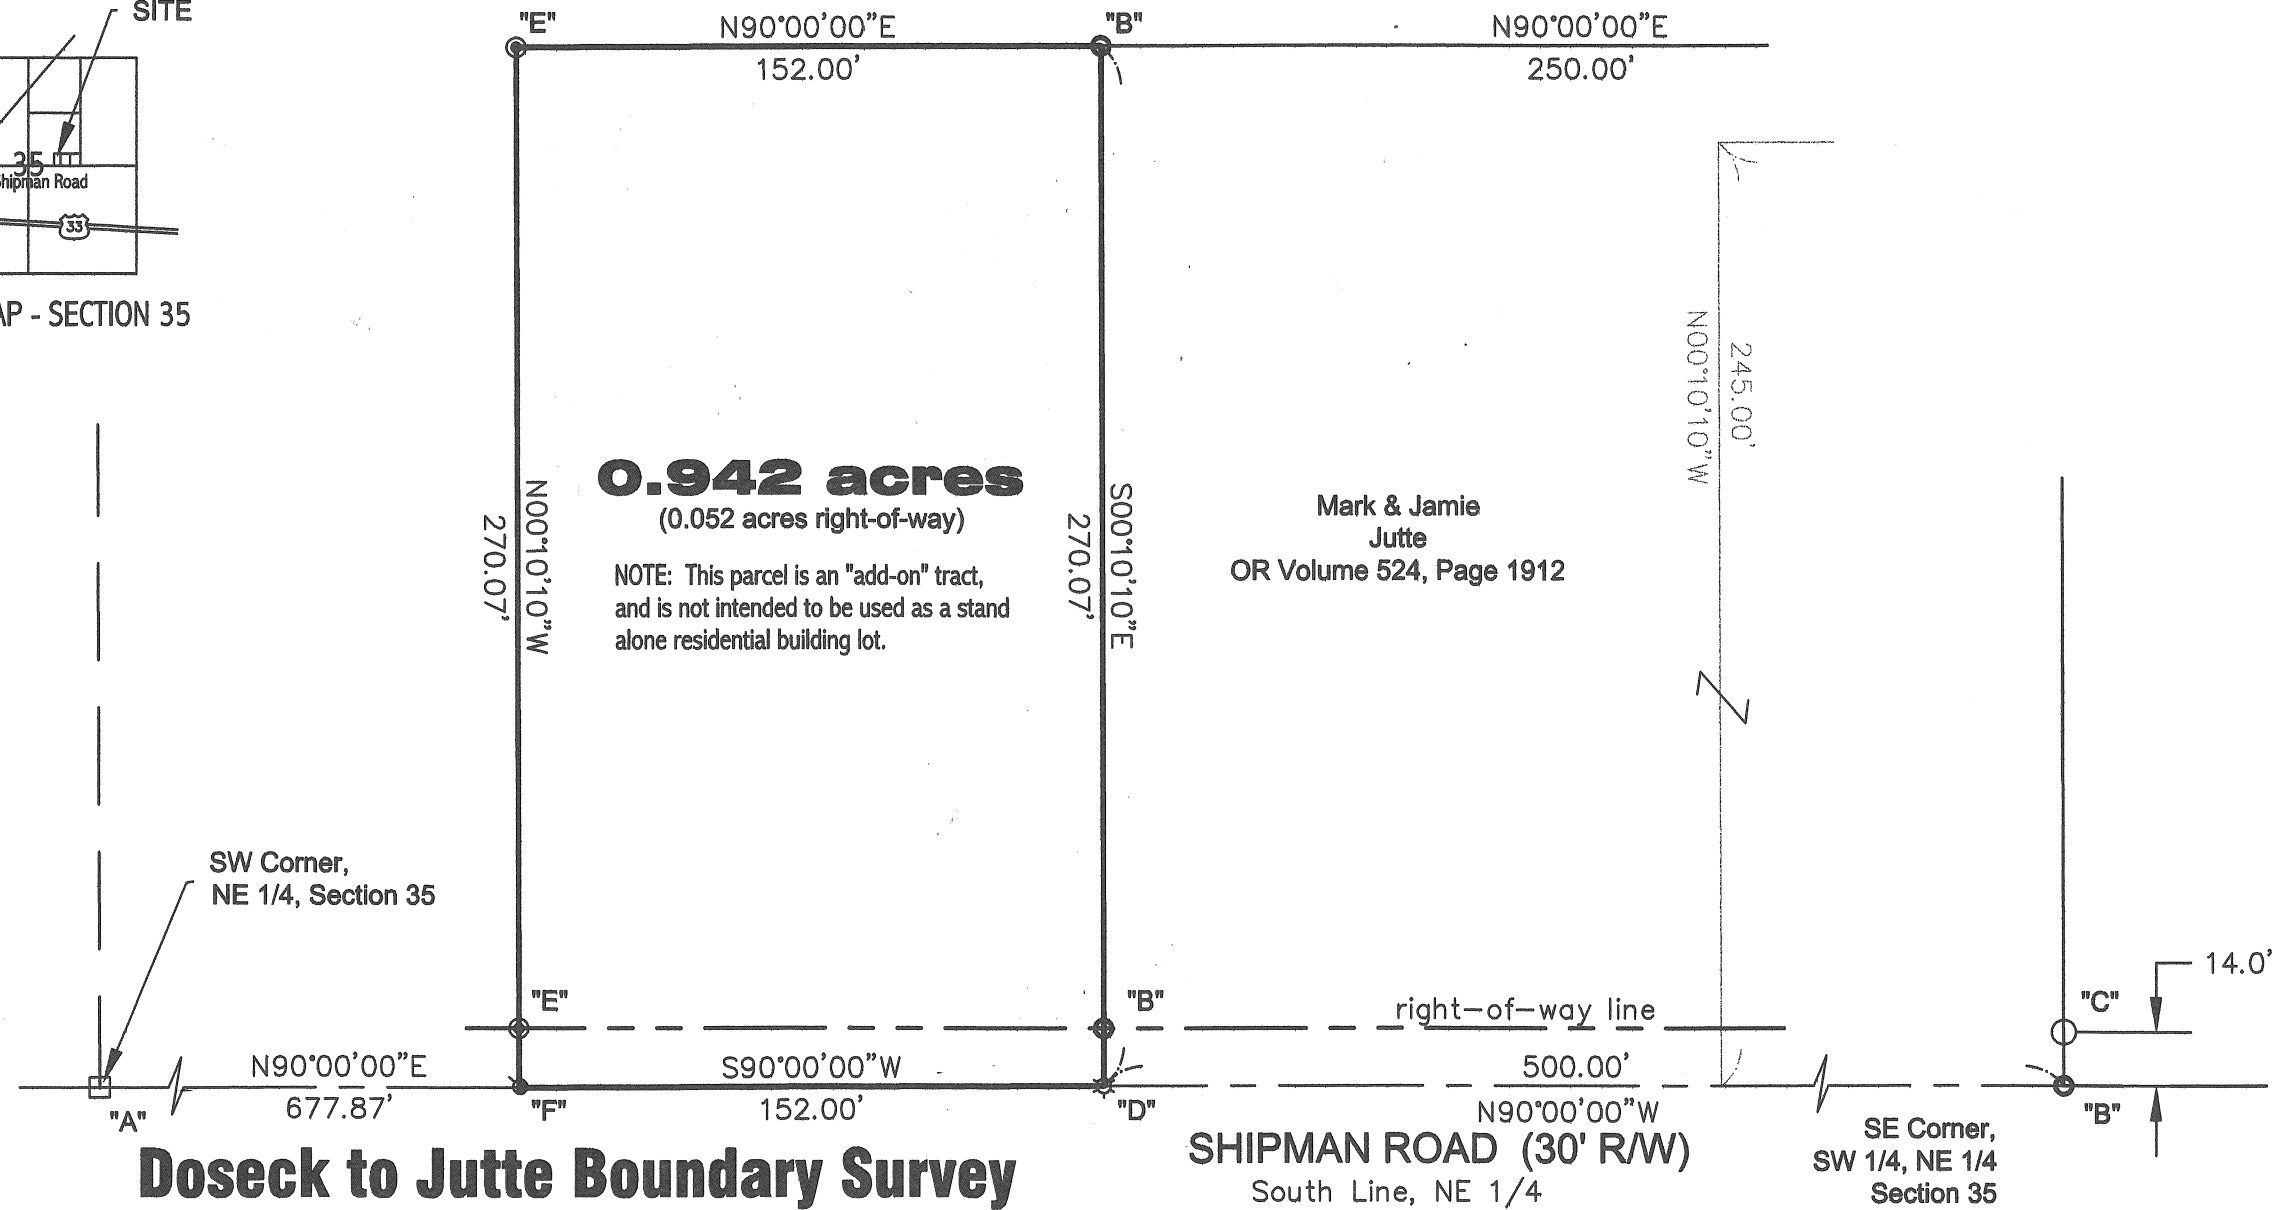 SITE
"E"
N90°00'00"E
"B"
N90°00'00"E
152.00'
250.00'
35
Shipman Road
33
AP - SECTION 35
N00°10'10"W
245.00'
0.942 acres
(0.052 acres right-of-way)
N00°10'10"W
270.07'
S00°10'10"E
270.07'
NOTE: This parcel is an "add-on" tract,
and is not intended to be used as a stand
alone residential building lot.
Mark & Jamie
Jutte
OR Volume 524, Page 1912
SW Corner,
NE 1/4, Section 35
14.0'
"E"
"B"
right-of-way line
"C"
N90°00'00"E
S90°00'00"W
500.00'
677.87'
152.00'
N90°00'00"W
"A"
"F"
"D"
"B"
SHIPMAN ROAD (30' R/W)
South Line, NE 1/4
SE Corner,
SW 1/4, NE 1/4
Section 35
Doseck to Jutte Boundary Survey